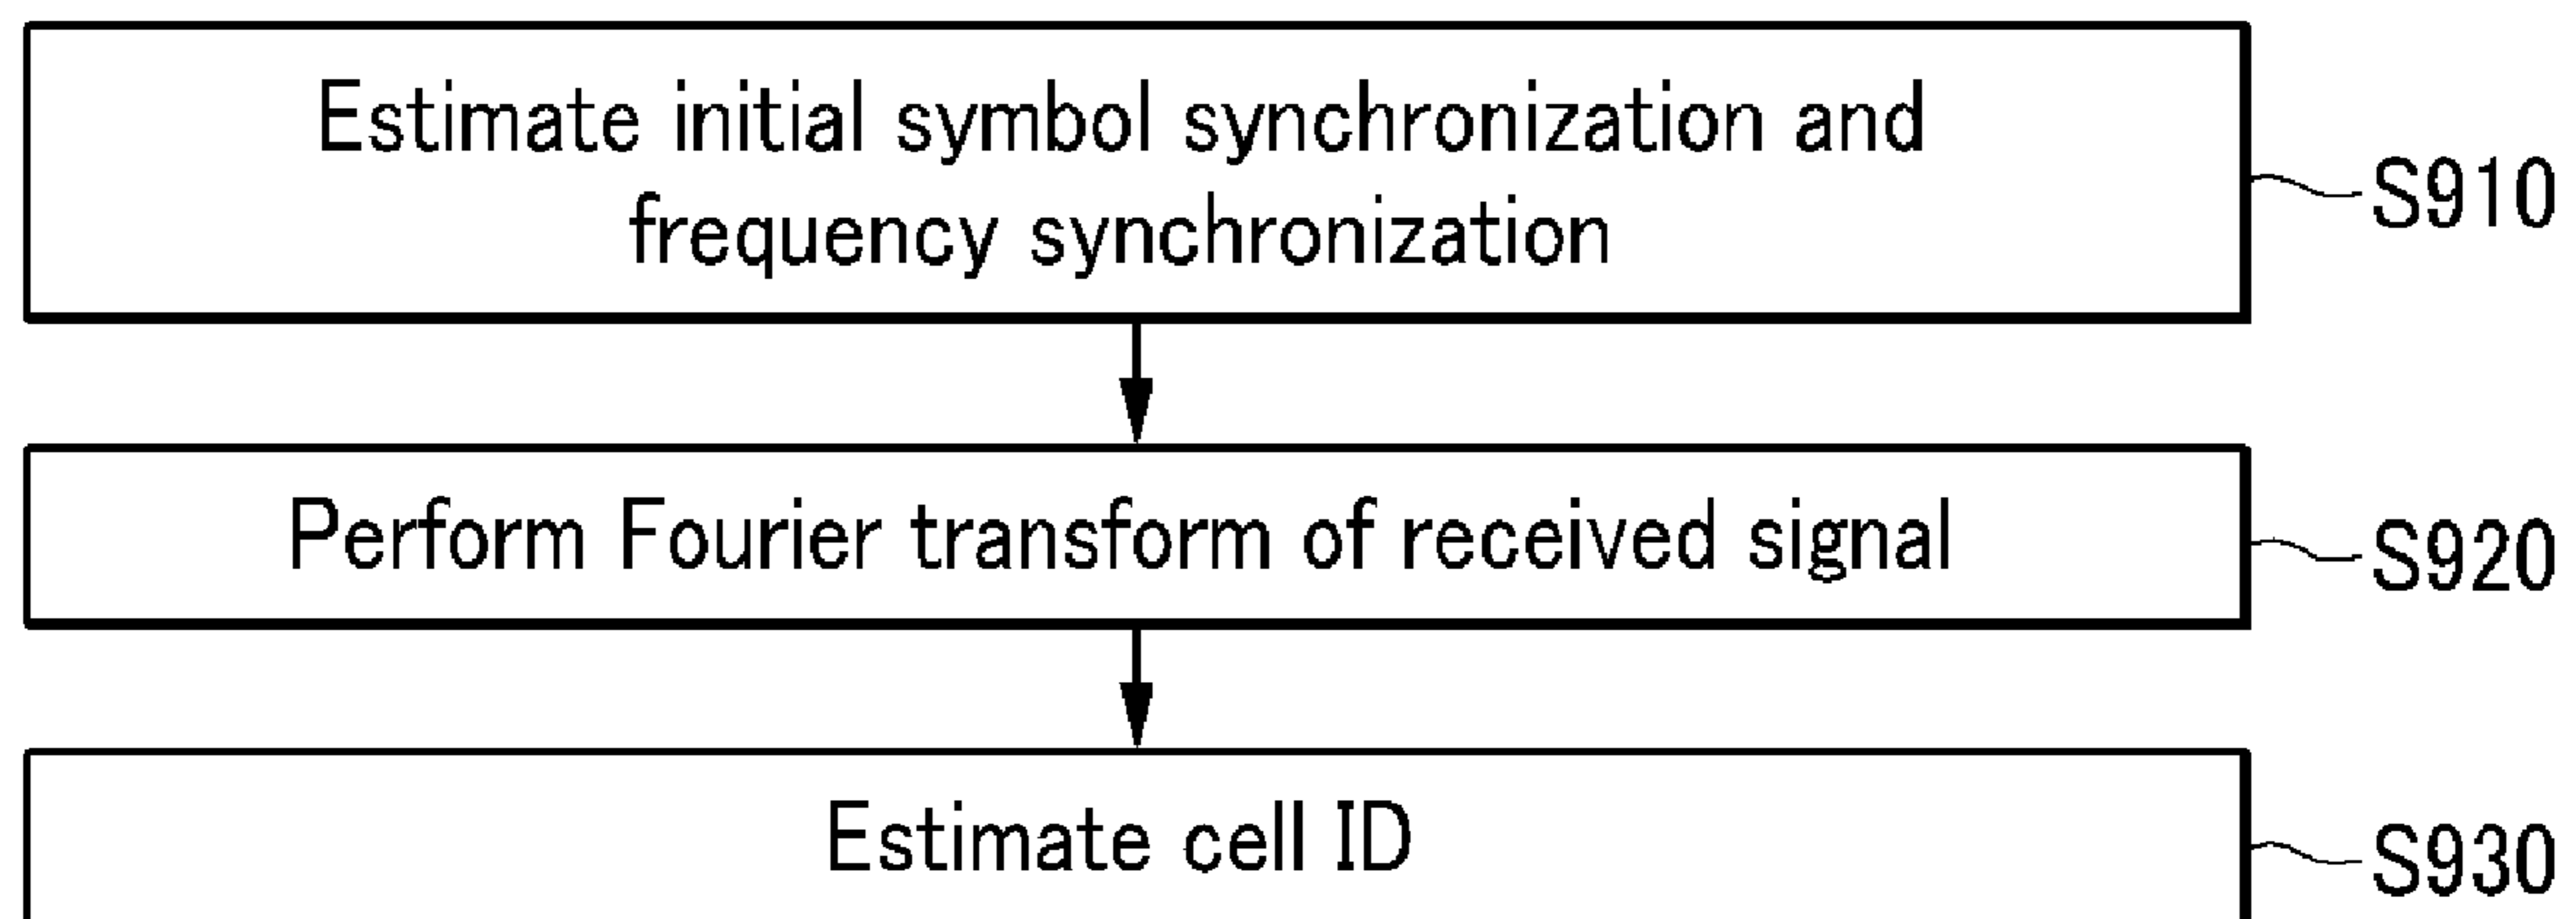 Estimate initial symbol synchronization and
frequency synchronization
S910
Perform Fourier transform of received signal
S920
Estimate cell ID
S930